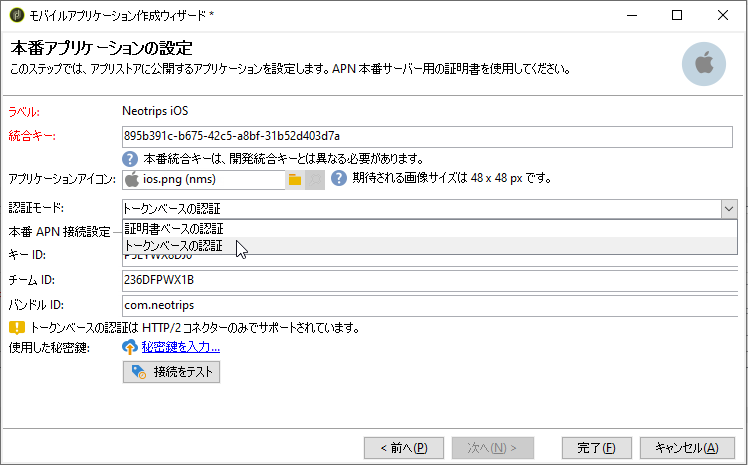 モバイルアプリケーション作成ウィザード *
本番アプリケーションの設定
このステップでは、アプリストアに公開するアプリケーションを設定します。APN 本番サーバー用の証明書を使用してください。
ラベル: Neotrips iOS
統合キー: 895b391c-b675-42c5-a8bf-31b52d403d7a
本番統合キーは、開発統合キーとは異なる必要があります。
アプリケーションアイコン: ios.png (nms) 期待される画像サイズは 48 x 48 px です。
認証モード: トークンベースの認証
証明書ベースの認証
本番 APN 接続設定
トークンベースの認証
キー ID:
チーム ID: 236DFPWX1B
バンドル ID: com.neotrips
トークンベースの認証は HTTP/2 コネクターのみでサポートされています。
使用した秘密鍵: 秘密鍵を入力...
接続をテスト
< 前へ(P) 次へ(N) > 完了(F) キャンセル(A)